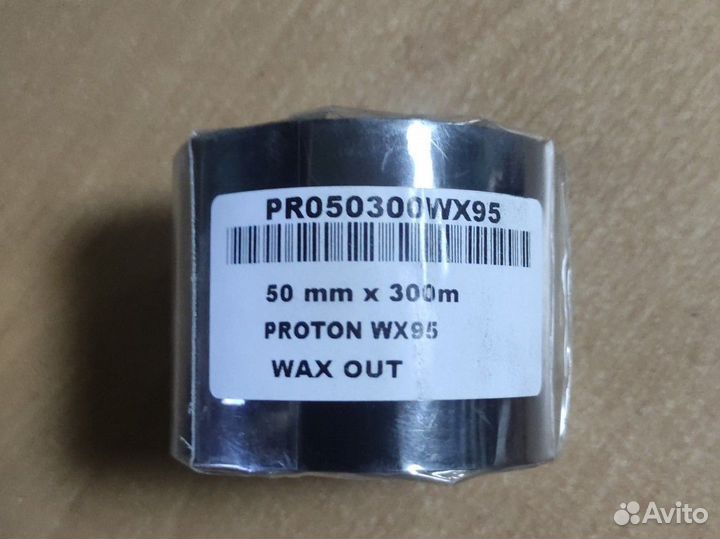 PR050300WX95
50 mm x 300m
PROTON WX95
WAX OUT
Avito